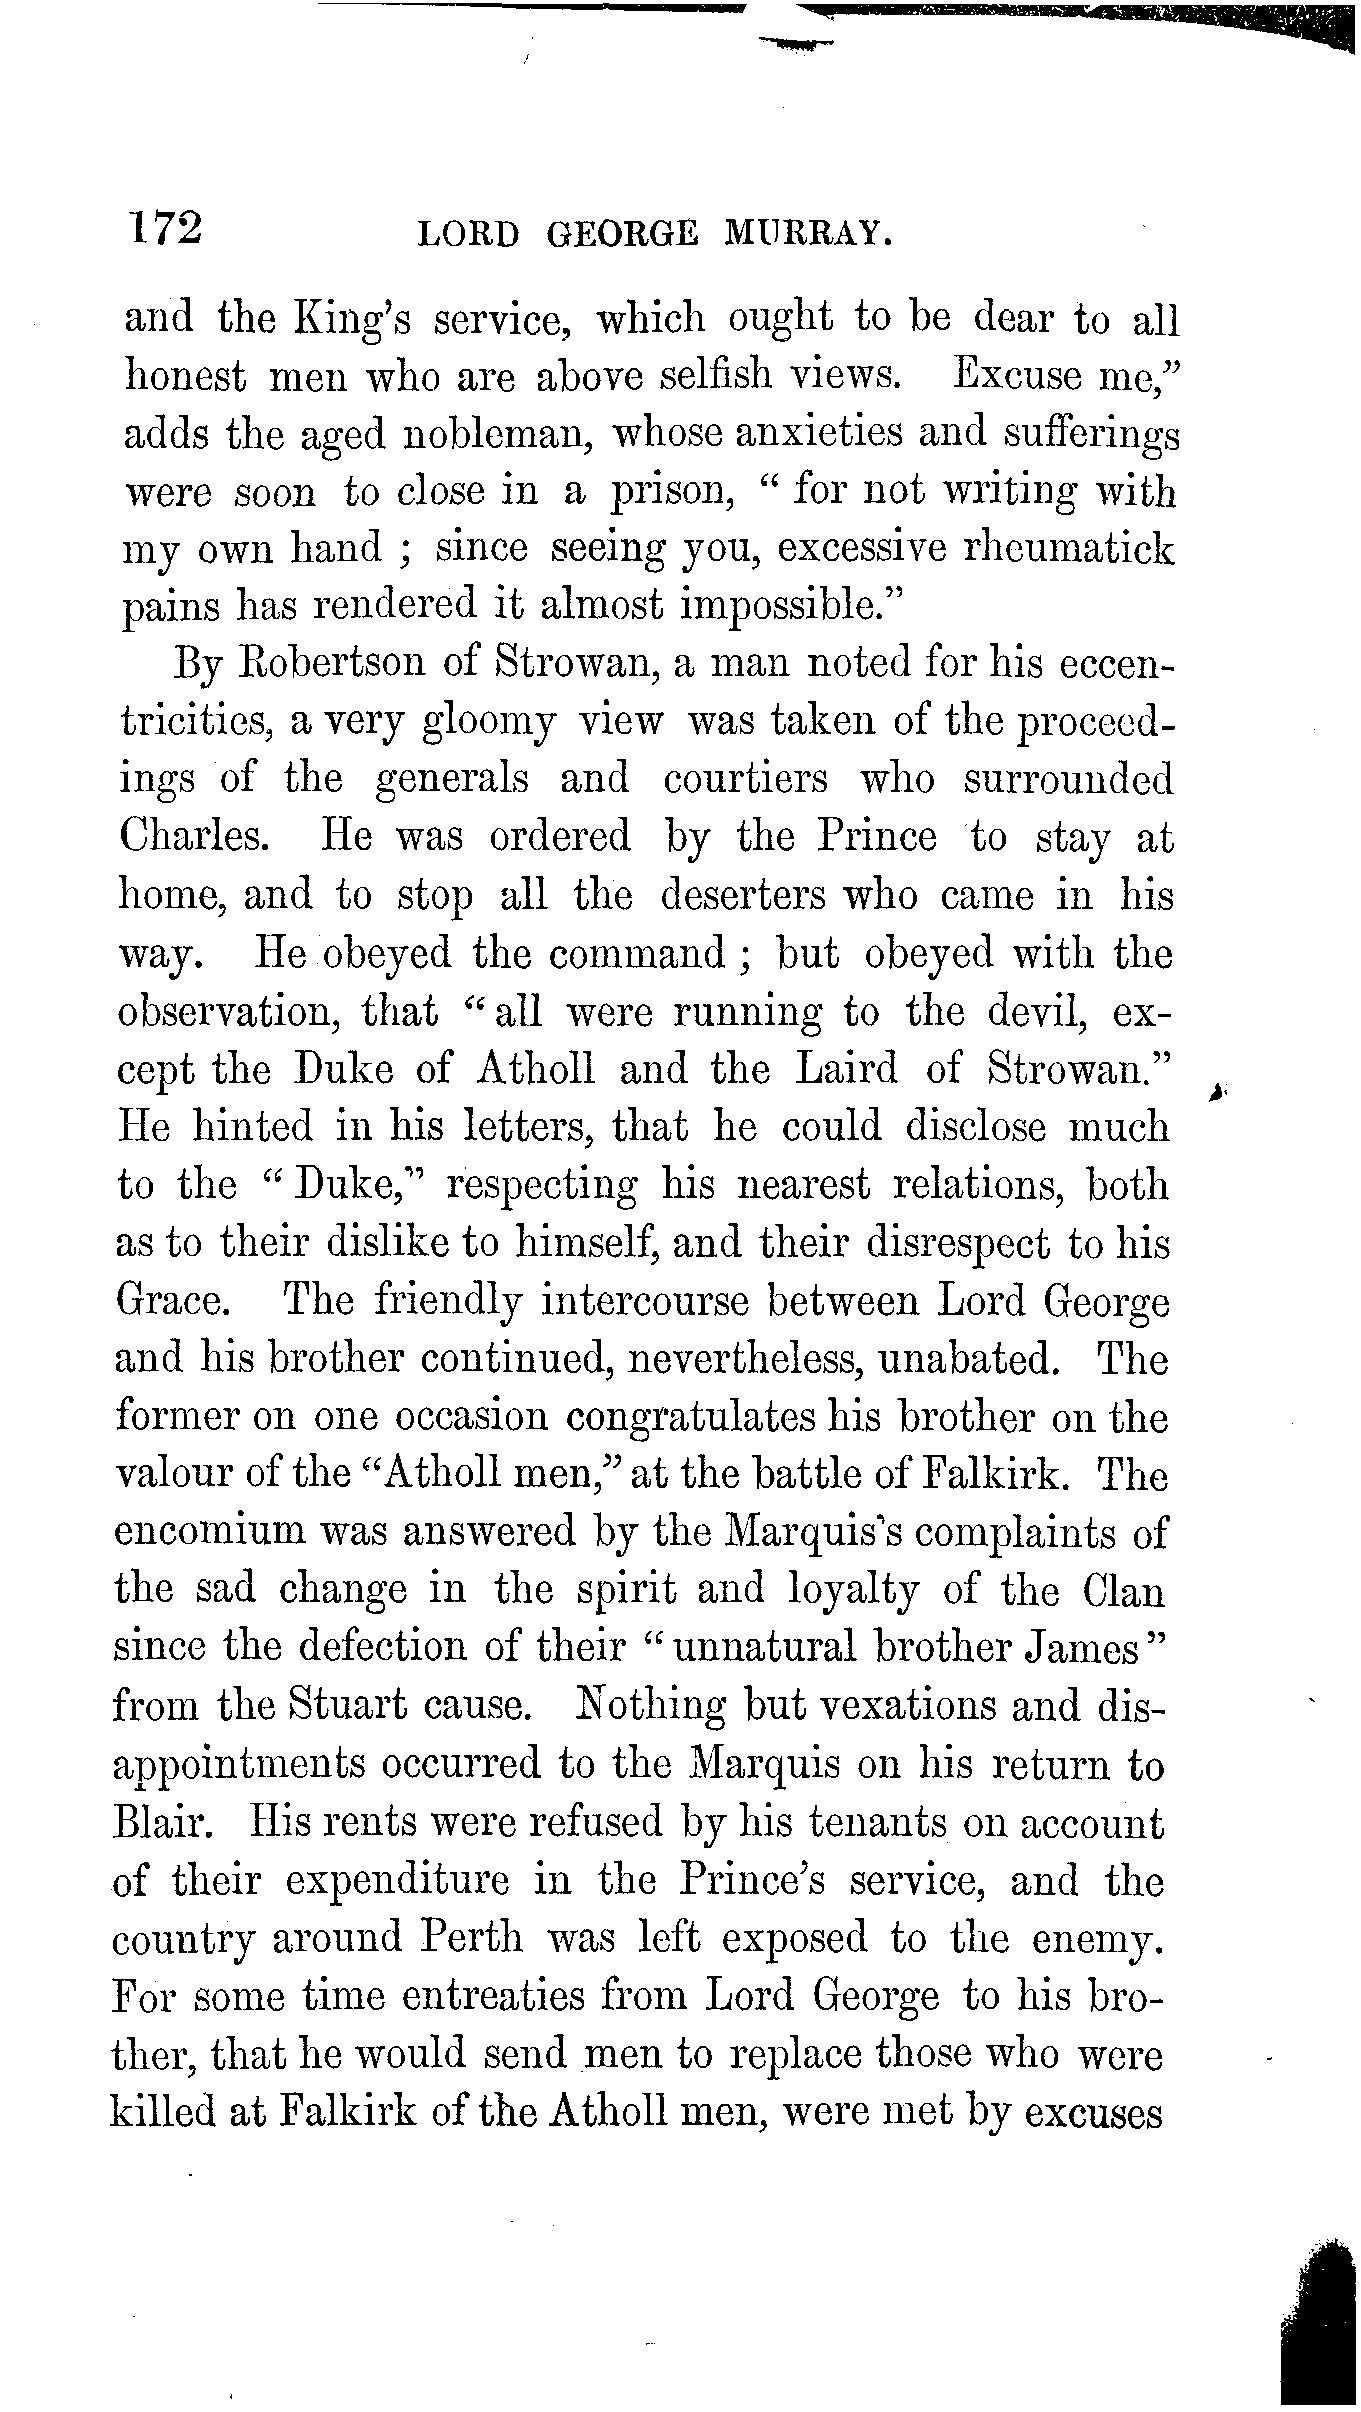 172 LORD GEORGE MURRAY.
and the King's service, which ought to be dear to all
honest men who are above selfish views. Excuse me,"
adds the aged nobleman, whose anxieties and sufferings
were soon to close in a prison, " for not writing with
my own hand ; since seeing you, excessive rheumatick
pains has rendered it almost impossible."
By Robertson of Strowan, a man noted for his eccen-
tricities, a very gloomy view was taken of the proceed-
ings of the generals and courtiers who surrounded
Charles. He was ordered by the Prince to stay at
home, and to stop all the deserters who came in his
way. He obeyed the command ; but obeyed with the
observation, that " all were running to the devil, ex-
cept the Duke of Atholl and the Laird of Strowan."
He hinted in his letters, that he could disclose much
to the " Duke," respecting his nearest relations, both
as to their dislike to himself, and their disrespect to his
Grace. The friendly intercourse between Lord George
and his brother continued, nevertheless, unabated. The
former on one occasion congratulates his brother on the
valour of the "Atholl men," at the battle of Falkirk. The
encomium was answered by the Marquis's complaints of
the sad change in the spirit and loyalty of the Clan
since the defection of their " unnatural brother James "
from the Stuart cause. Nothing but vexations and dis-
appointments occurred to the Marquis on his return to
Blair. His rents were refused by his tenants on account
of their expenditure in the Prince's service, and the
country around Perth was left exposed to the enemy.
For some time entreaties from Lord George to his bro-
ther, that he would send men to replace those who were
killed at Falkirk of the Atholl men, were met by excuses